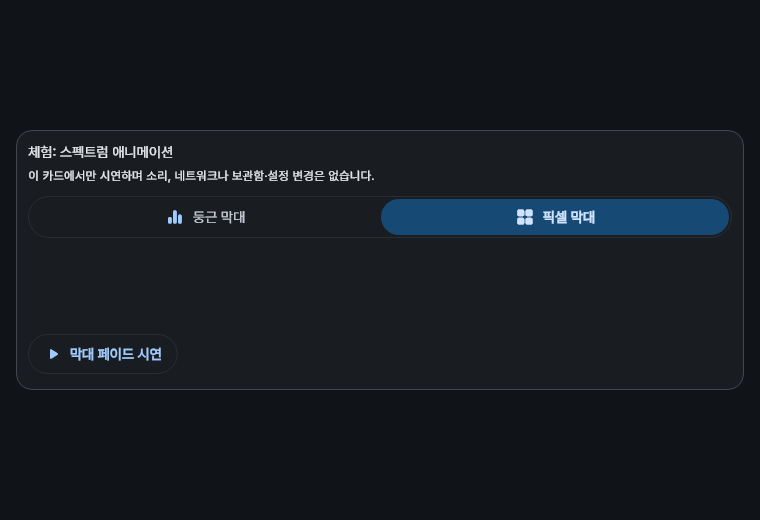 체험: 스펙트럼 애니메이션
이 카드에서만 시연하며 소리, 네트워크나 보관함·설정 변경은 없습니다.
둥근 막대
픽셀 막대
막대 페이드 시연